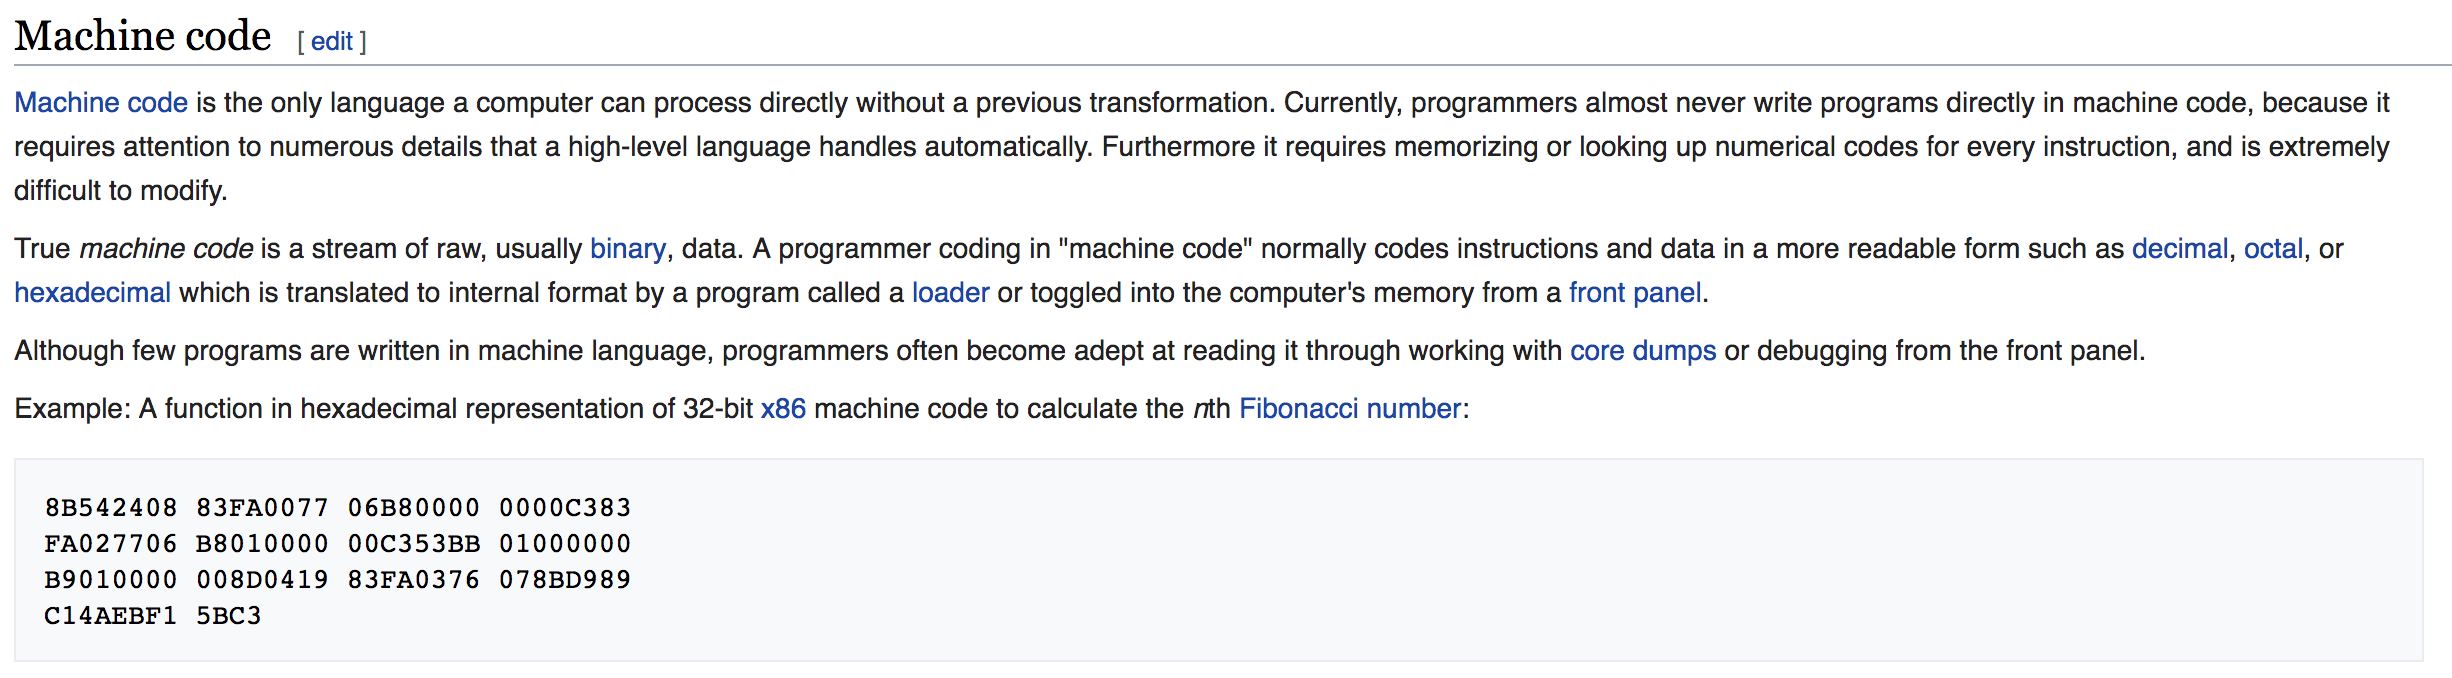 Machine code [ edit ]
Machine code is the only language a computer can process directly without a previous transformation. Currently, programmers almost never write programs directly in machine code, because it
requires attention to numerous details that a high-level language handles automatically. Furthermore it requires memorizing or looking up numerical codes for every instruction, and is extremely
difficult to modify.
True machine code is a stream of raw, usually binary, data. A programmer coding in "machine code" normally codes instructions and data in a more readable form such as decimal, octal, or
hexadecimal which is translated to internal format by a program called a loader or toggled into the computer's memory from a front panel.
Although few programs are written in machine language, programmers often become adept at reading it through working with core dumps or debugging from the front panel.
Example: A function in hexadecimal representation of 32-bit x86 machine code to calculate the nth Fibonacci number:
8B542408 83FA0077 06B80000 0000C383
FA027706 B8010000 00C353BB 01000000
B9010000 008D0419 83FA0376 078BD989
C14AEBF1 5BC3